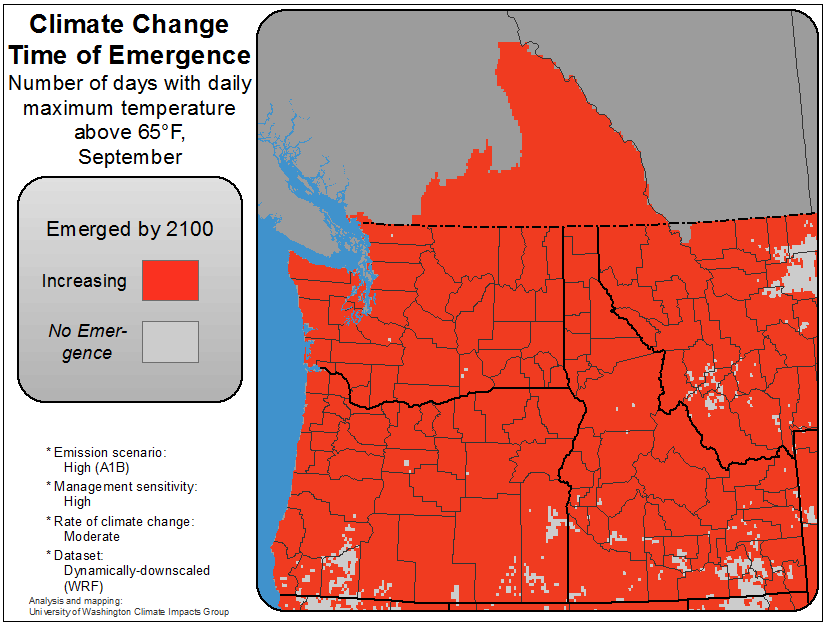 Climate Change
Time of Emergence
Number of days with daily
maximum temperature
above 65°F,
September
Emerged by 2100
Increasing
No Emer-
gence
* Emission scenario:
High (A1B)
* Management sensitivity:
High
* Rate of climate change:
Moderate
* Dataset:
Dynamically-downscaled
(WRF)
Analysis and mapping:
University of Washington Climate Impacts Group